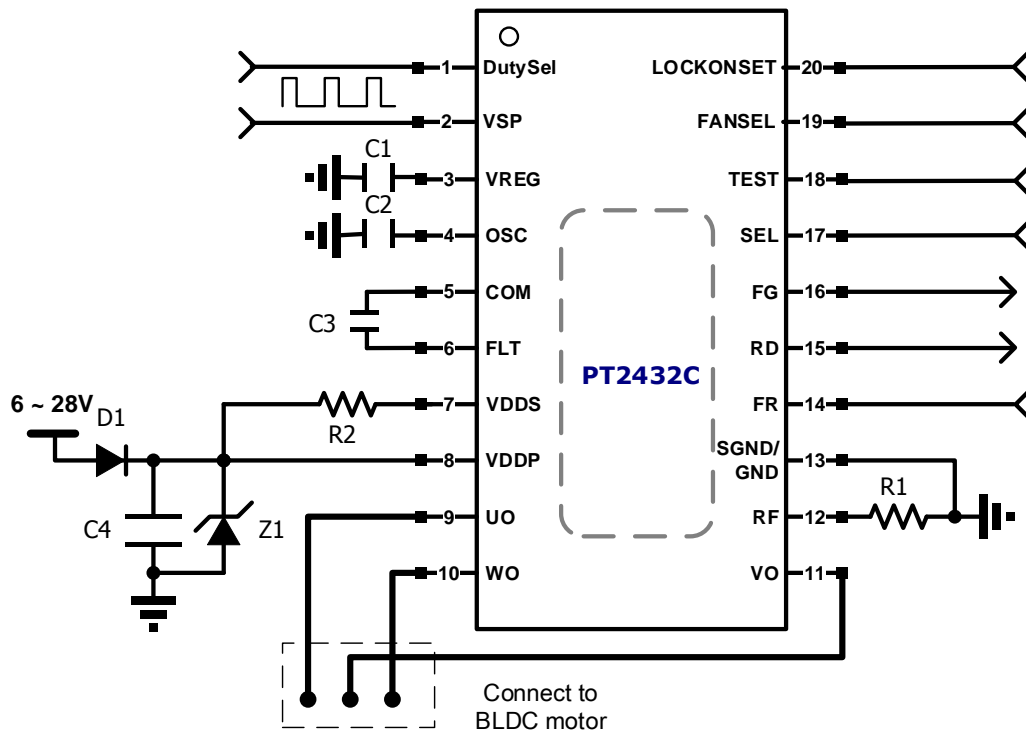 1 DutySel LOCKONSET 20
2 VSP FANSEL 19
C1
3 VREG TEST 18
C2
4 OSC SEL 17
5 COM FG 16
C3
6 FLT RD 15
PT2432C
6 ~ 28V
D1
R2
7 VDDS FR 14
8 VDDP SGND/
GND 13
R1
C4
Z1
9 UO RF 12
10 WO VO 11
Connect to
BLDC motor